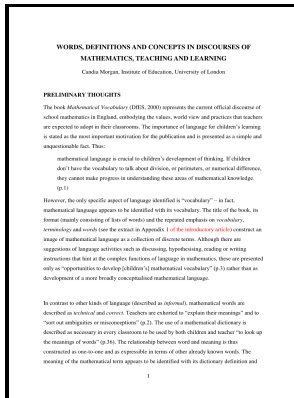 WORDS, DEFINITIONS AND CONCEPTS IN DISCOURSES OF
MATHEMATICS, TEACHING AND LEARNING
Candia Morgan, Institute of Education, University of London
PRELIMINARY THOUGHTS
The book Mathematical Vocabulary (DfES, 2000) represents the current official discourse of
school mathematics in England, embodying the values, world view and practices that teachers
are expected to adopt in their classrooms. The importance of language for children's learning
is stated as the most important motivation for the publication and is presented as a simple and
unquestionable fact. Thus:
mathematical language is crucial to children's development of thinking. If children
don't have the vocabulary to talk about division, or perimeters, or numerical difference,
they cannot make progress in understanding these areas of mathematical knowledge.
(p.1)
However, the only specific aspect of language identified is "vocabulary" – in fact,
mathematical language appears to be identified with its vocabulary. The title of the book, its
format (mainly consisting of lists of words) and the repeated emphasis on vocabulary,
terminology and words (see the extract in Appendix 1 of the introductory article) construct an
image of mathematical language as a collection of discrete terms. Although there are
suggestions of language activities such as discussing, hypothesising, reading or writing
instructions that hint at the complex functions of language in mathematics, these are presented
only as "opportunities to develop [children's] mathematical vocabulary" (p.3) rather than as
development of a more broadly conceptualised mathematical language.
In contrast to other kinds of language (described as informal), mathematical words are
described as technical and correct. Teachers are exhorted to "explain their meanings" and to
"sort out ambiguities or misconceptions" (p.2). The use of a mathematical dictionary is
described as necessary in every classroom to be used by both children and teacher "to look up
the meanings of words" (p.36). The relationship between word and meaning is thus
constructed as one-to-one and as expressible in terms of other already known words. The
meaning of the mathematical term appears to be identified with its dictionary definition and
1